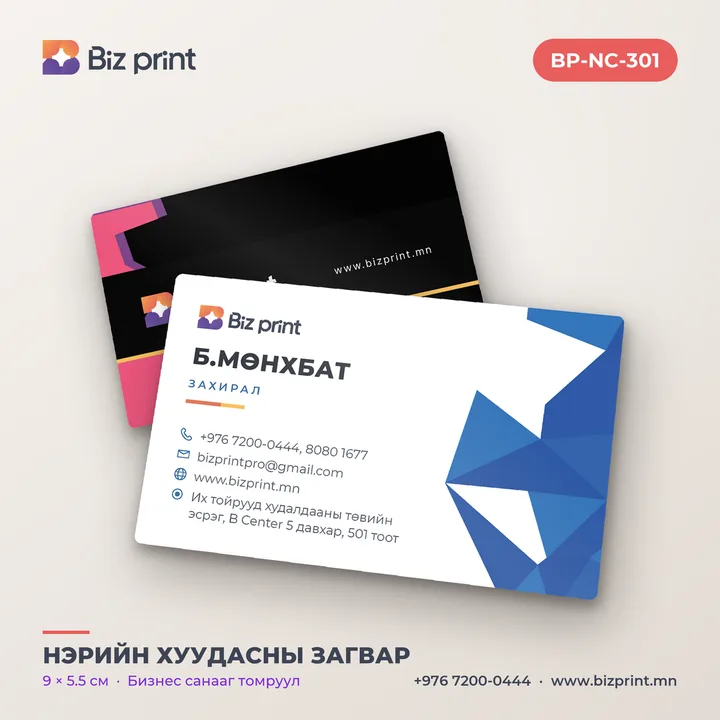 Biz print
BP-NC-301
www.bizprint.mn
Biz print
Б.МӨНХБАТ
ЗАХИРАЛ
+976 7200-0444, 8080 1677
bizprintpro@gmail.com
www.bizprint.mn
Их тойрууд худалдааны төвийн
эсрэг, B Center 5 давхар, 501 тоот
НЭРИЙН ХУУДАСНЫ ЗАГВАР
9 × 5.5 см · Бизнес санааг томруул
+976 7200-0444 · www.bizprint.mn